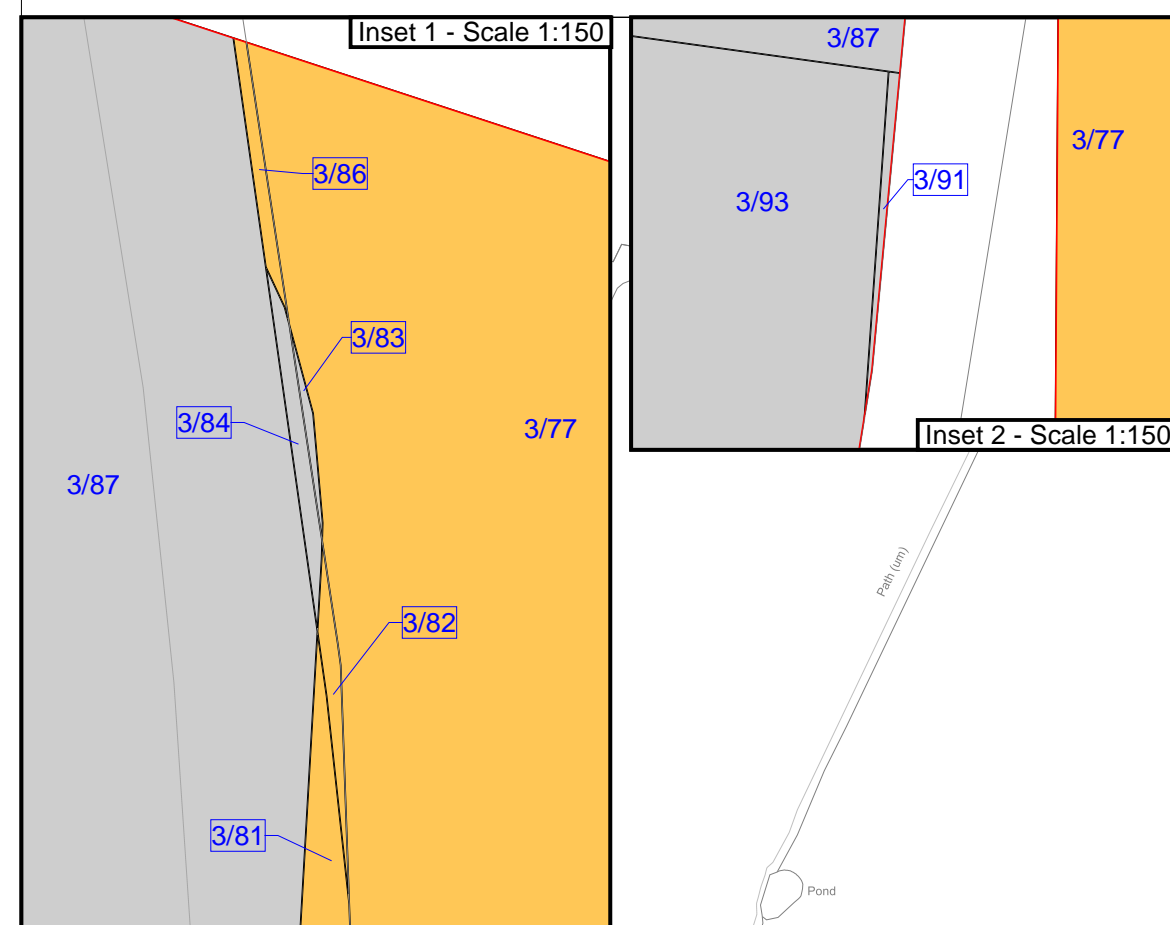 Inset 1 - Scale 1:150
3/86
3/83
3/84
3/77
3/87
3/82
3/81
3/87
3/77
3/91
3/93
Inset 2 - Scale 1:150
Path (um)
Pond